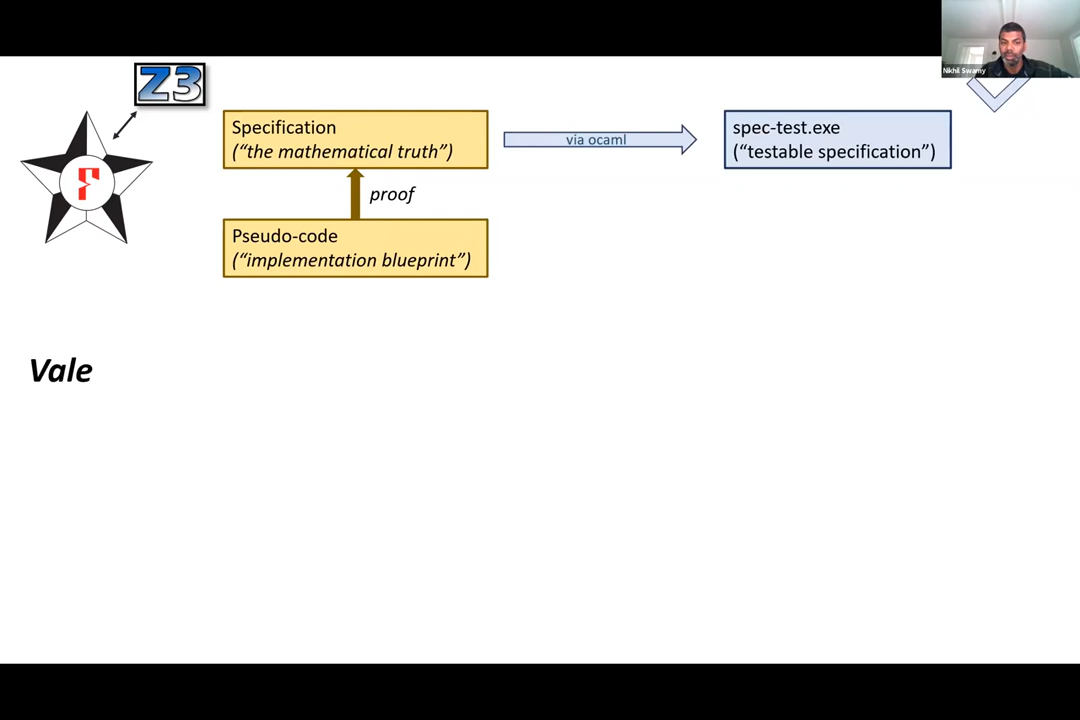 Nikhil Swamy
Z3
F
Specification
(“the mathematical truth”)
via ocaml
spec-test.exe
(“testable specification”)
proof
Pseudo-code
(“implementation blueprint”)
Vale